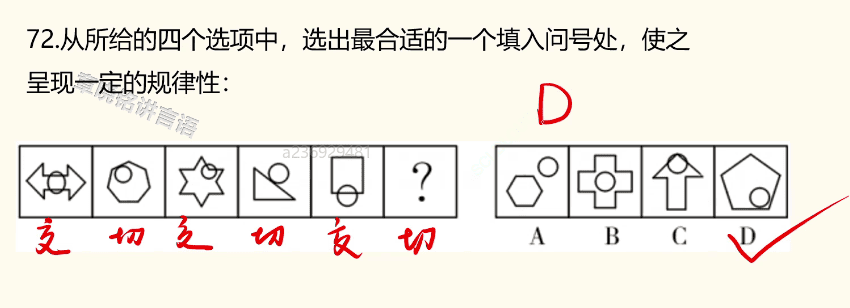 72.从所给的四个选项中，选出最合适的一个填入问号处，使之
呈现一定的规律性：
D
a235929481
?
交 切 交 切 交 切
A B C D